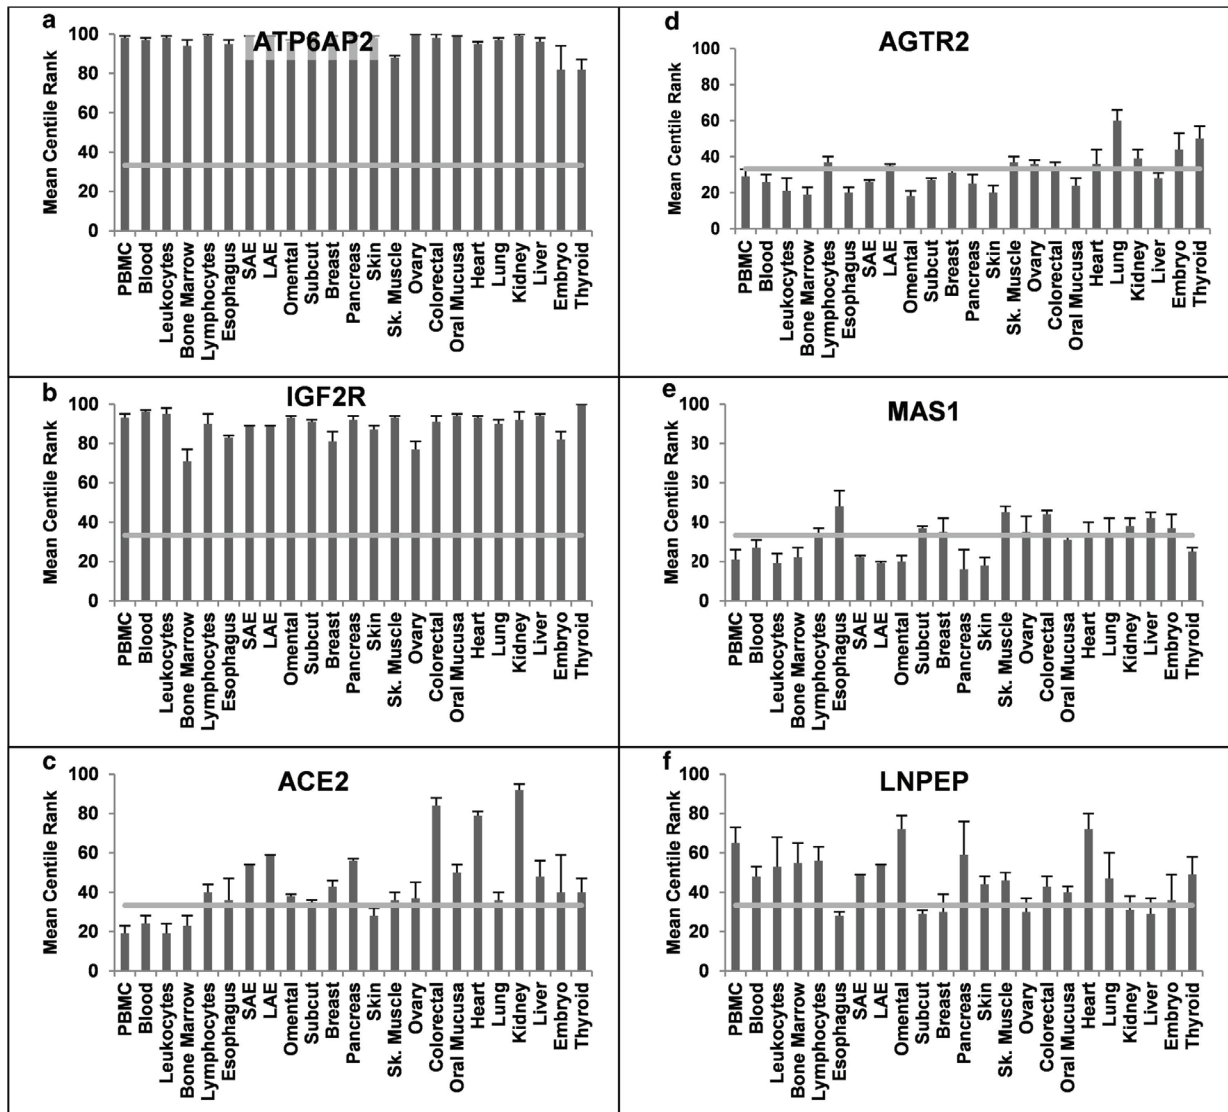 a
ATP6AP2
Mean Centile Rank
100
80
60
40
20
0
PBMC
Blood
Leukocytes
Bone Marrow
Lymphocytes
Esophagus
SAE
LAE
Omental
Subcut
Breast
Pancreas
Skin
Sk. Muscle
Ovary
Colorectal
Oral Mucusa
Heart
Lung
Kidney
Liver
Embryo
Thyroid
b
IGF2R
Mean Centile Rank
100
80
60
40
20
0
PBMC
Blood
Leukocytes
Bone Marrow
Lymphocytes
Esophagus
SAE
LAE
Omental
Subcut
Breast
Pancreas
Skin
Sk. Muscle
Ovary
Colorectal
Oral Mucusa
Heart
Lung
Kidney
Liver
Embryo
Thyroid
c
ACE2
Mean Centile Rank
100
80
60
40
20
0
PBMC
Blood
Leukocytes
Bone Marrow
Lymphocytes
Esophagus
SAE
LAE
Omental
Subcut
Breast
Pancreas
Skin
Sk. Muscle
Ovary
Colorectal
Oral Mucusa
Heart
Lung
Kidney
Liver
Embryo
Thyroid
d
AGTR2
Mean Centile Rank
100
80
60
40
20
0
PBMC
Blood
Leukocytes
Bone Marrow
Lymphocytes
Esophagus
SAE
LAE
Omental
Subcut
Breast
Pancreas
Skin
Sk. Muscle
Ovary
Colorectal
Oral Mucusa
Heart
Lung
Kidney
Liver
Embryo
Thyroid
e
MAS1
Mean Centile Rank
100
80
60
40
20
0
PBMC
Blood
Leukocytes
Bone Marrow
Lymphocytes
Esophagus
SAE
LAE
Omental
Subcut
Breast
Pancreas
Skin
Sk. Muscle
Ovary
Colorectal
Oral Mucusa
Heart
Lung
Kidney
Liver
Embryo
Thyroid
f
LNPEP
Mean Centile Rank
100
80
60
40
20
0
PBMC
Blood
Leukocytes
Bone Marrow
Lymphocytes
Esophagus
SAE
LAE
Omental
Subcut
Breast
Pancreas
Skin
Sk. Muscle
Ovary
Colorectal
Oral Mucusa
Heart
Lung
Kidney
Liver
Embryo
Thyroid